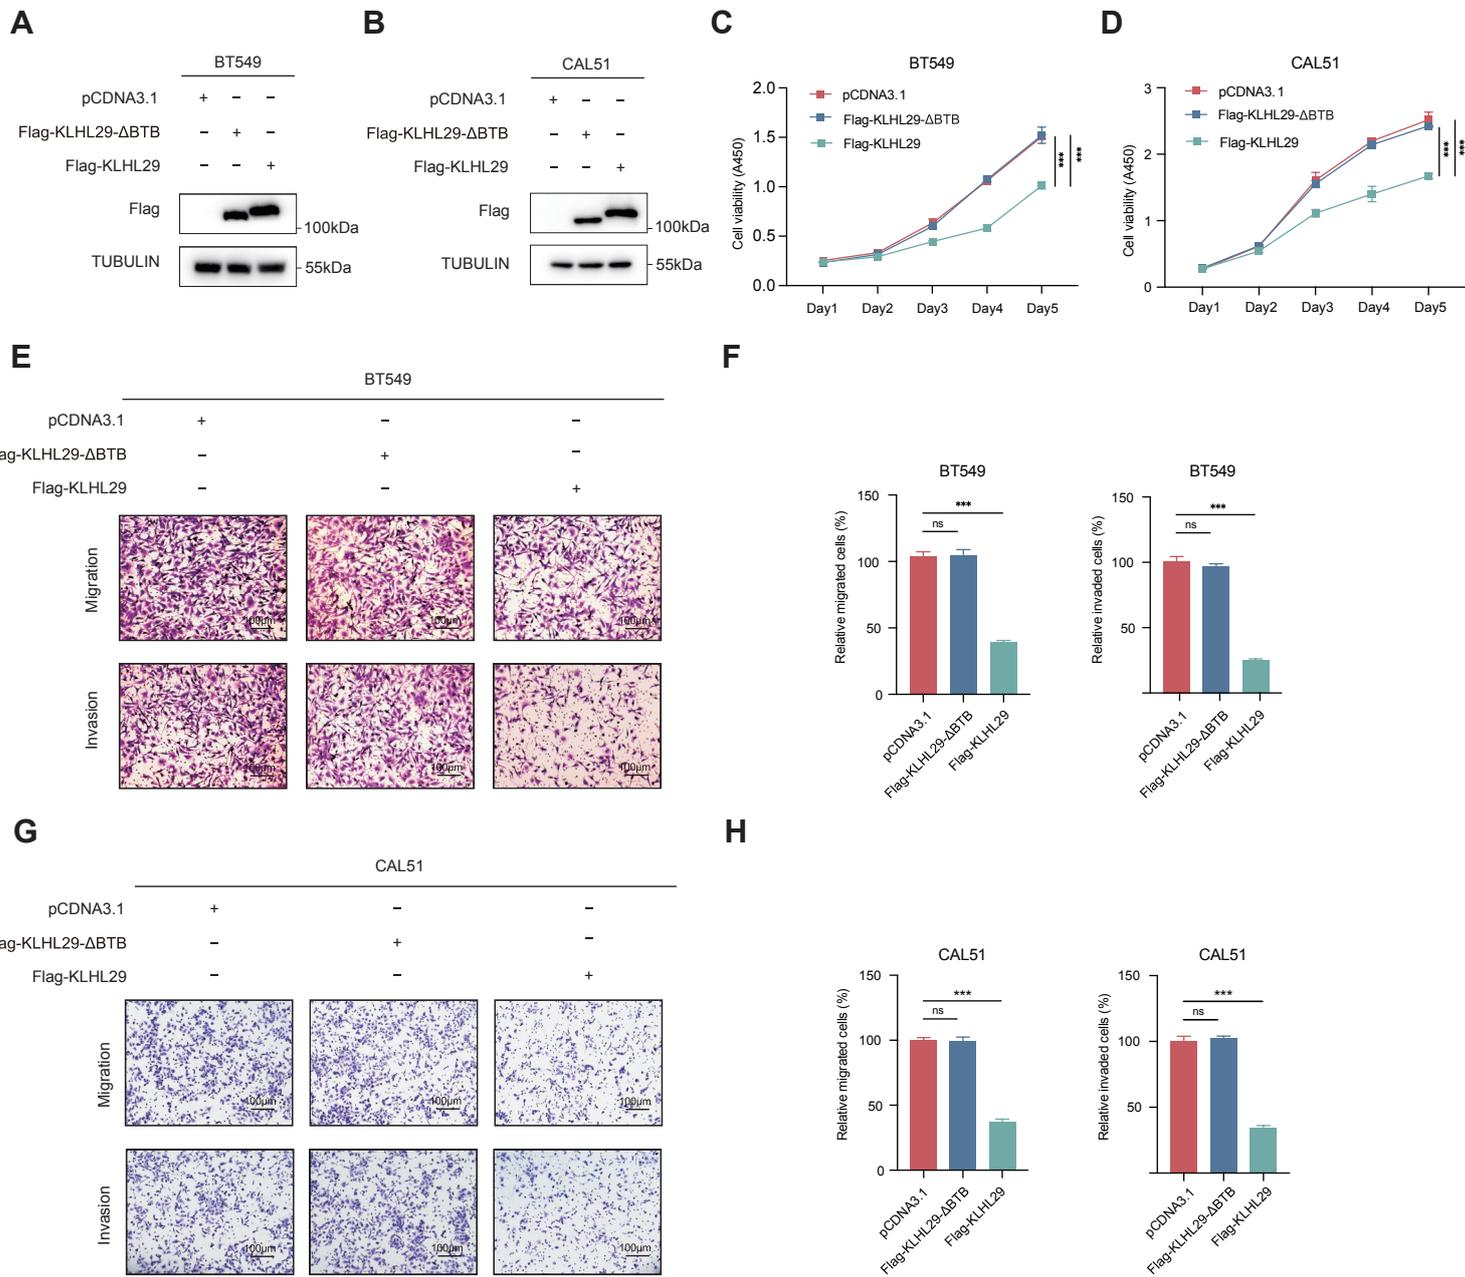 A
BT549
pCDNA3.1 + – –
Flag-KLHL29-ΔBTB – + –
Flag-KLHL29 – – +
Flag
100kDa
TUBULIN
55kDa
B
CAL51
pCDNA3.1 + – –
Flag-KLHL29-ΔBTB – + –
Flag-KLHL29 – – +
Flag
100kDa
TUBULIN
55kDa
C
BT549
pCDNA3.1
Flag-KLHL29-ΔBTB
Flag-KLHL29
Cell viability (A450)
2.0
1.5
1.0
0.5
0.0
*** ***
Day1 Day2 Day3 Day4 Day5
D
CAL51
pCDNA3.1
Flag-KLHL29-ΔBTB
Flag-KLHL29
Cell viability (A450)
3
2
1
0
*** ***
Day1 Day2 Day3 Day4 Day5
E
BT549
pCDNA3.1 + – –
ag-KLHL29-ΔBTB – + –
Flag-KLHL29 – – +
Migration
100μm 100μm 100μm
Invasion
100μm 100μm 100μm
F
BT549
Relative migrated cells (%)
150
100
50
0
***
ns
pCDNA3.1
Flag-KLHL29-ΔBTB
Flag-KLHL29
BT549
Relative invaded cells (%)
150
100
50
***
ns
pCDNA3.1
Flag-KLHL29-ΔBTB
Flag-KLHL29
G
CAL51
pCDNA3.1 + – –
ag-KLHL29-ΔBTB – + –
Flag-KLHL29 – – +
Migration
100μm 100μm 100μm
Invasion
100μm 100μm 100μm
H
CAL51
Relative migrated cells (%)
150
100
50
0
***
ns
pCDNA3.1
Flag-KLHL29-ΔBTB
Flag-KLHL29
CAL51
Relative invaded cells (%)
150
100
50
***
ns
pCDNA3.1
Flag-KLHL29-ΔBTB
Flag-KLHL29